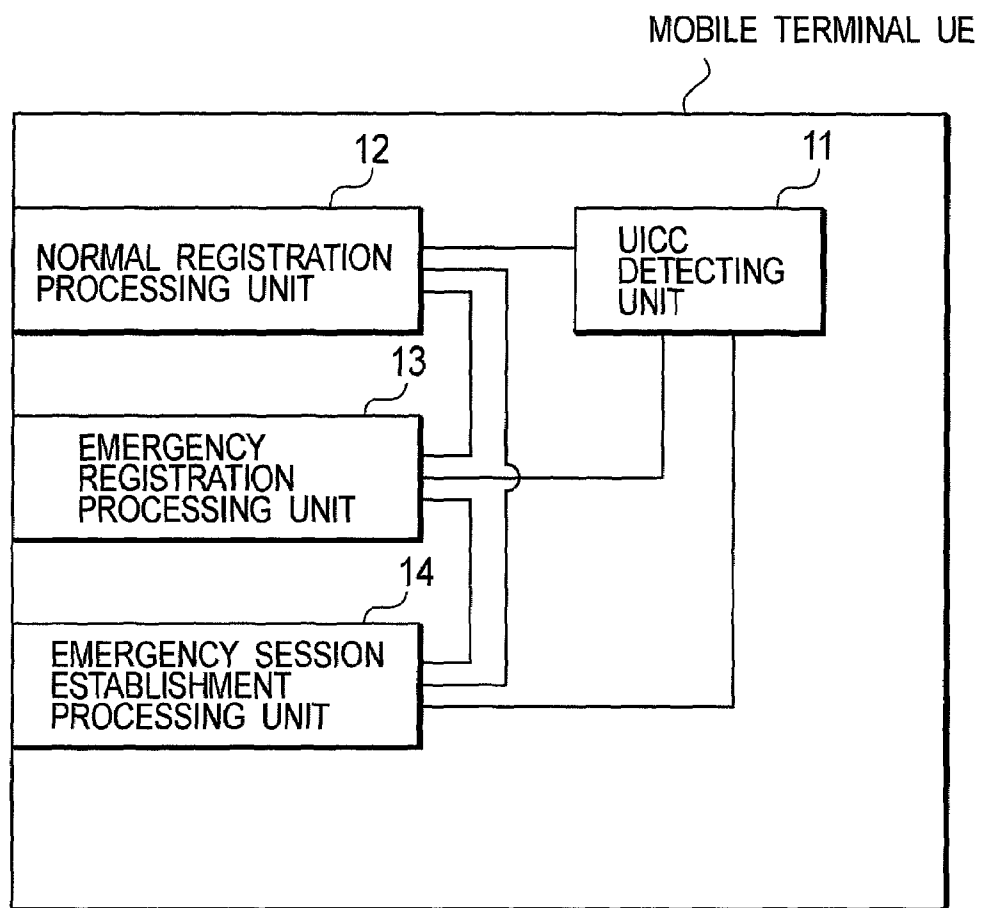 MOBILE TERMINAL UE
12
11
NORMAL REGISTRATION
PROCESSING UNIT
UICC
DETECTING
UNIT
13
EMERGENCY
REGISTRATION
PROCESSING UNIT
14
EMERGENCY SESSION
ESTABLISHMENT
PROCESSING UNIT